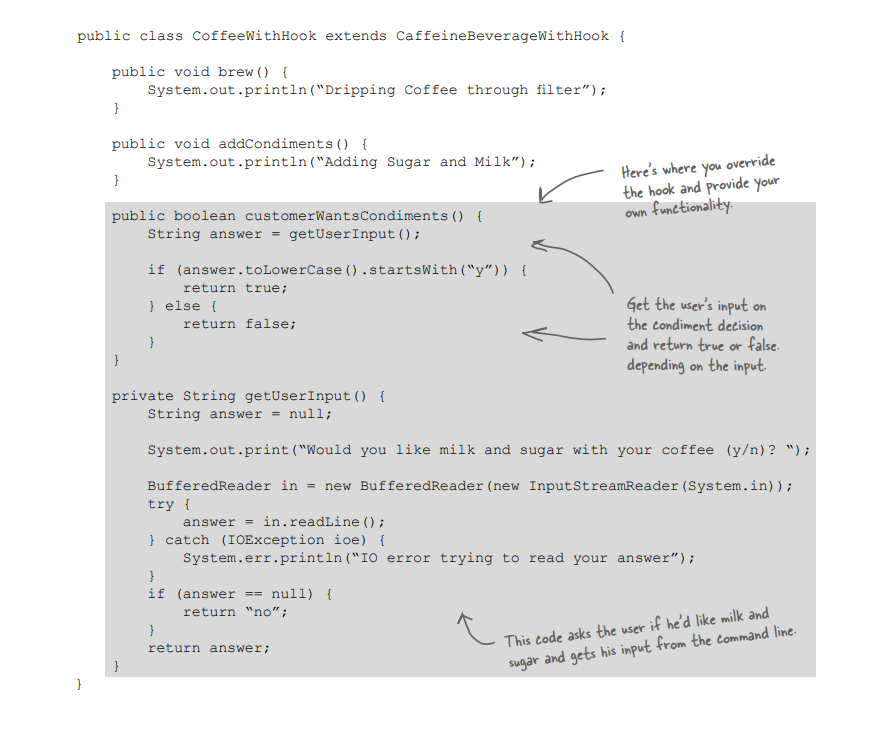 public class CoffeeWithHook extends CaffeineBeverageWithHook {
public void brew() {
System.out.println(“Dripping Coffee through filter”);
}
public void addCondiments() {
System.out.println(“Adding Sugar and Milk”);
}
Here's where you override
the hook and provide your
own functionality.
public boolean customerWantsCondiments() {
String answer = getUserInput();
if (answer.toLowerCase().startsWith(“y”)) {
return true;
} else {
return false;
}
}
Get the user's input on
the condiment decision
and return true or false.
depending on the input.
private String getUserInput() {
String answer = null;
System.out.print(“Would you like milk and sugar with your coffee (y/n)? “);
BufferedReader in = new BufferedReader(new InputStreamReader(System.in));
try {
answer = in.readLine();
} catch (IOException ioe) {
System.err.println(“IO error trying to read your answer”);
}
if (answer == null) {
return “no”;
}
return answer;
}
This code asks the user if he'd like milk and
sugar and gets his input from the command line.
}